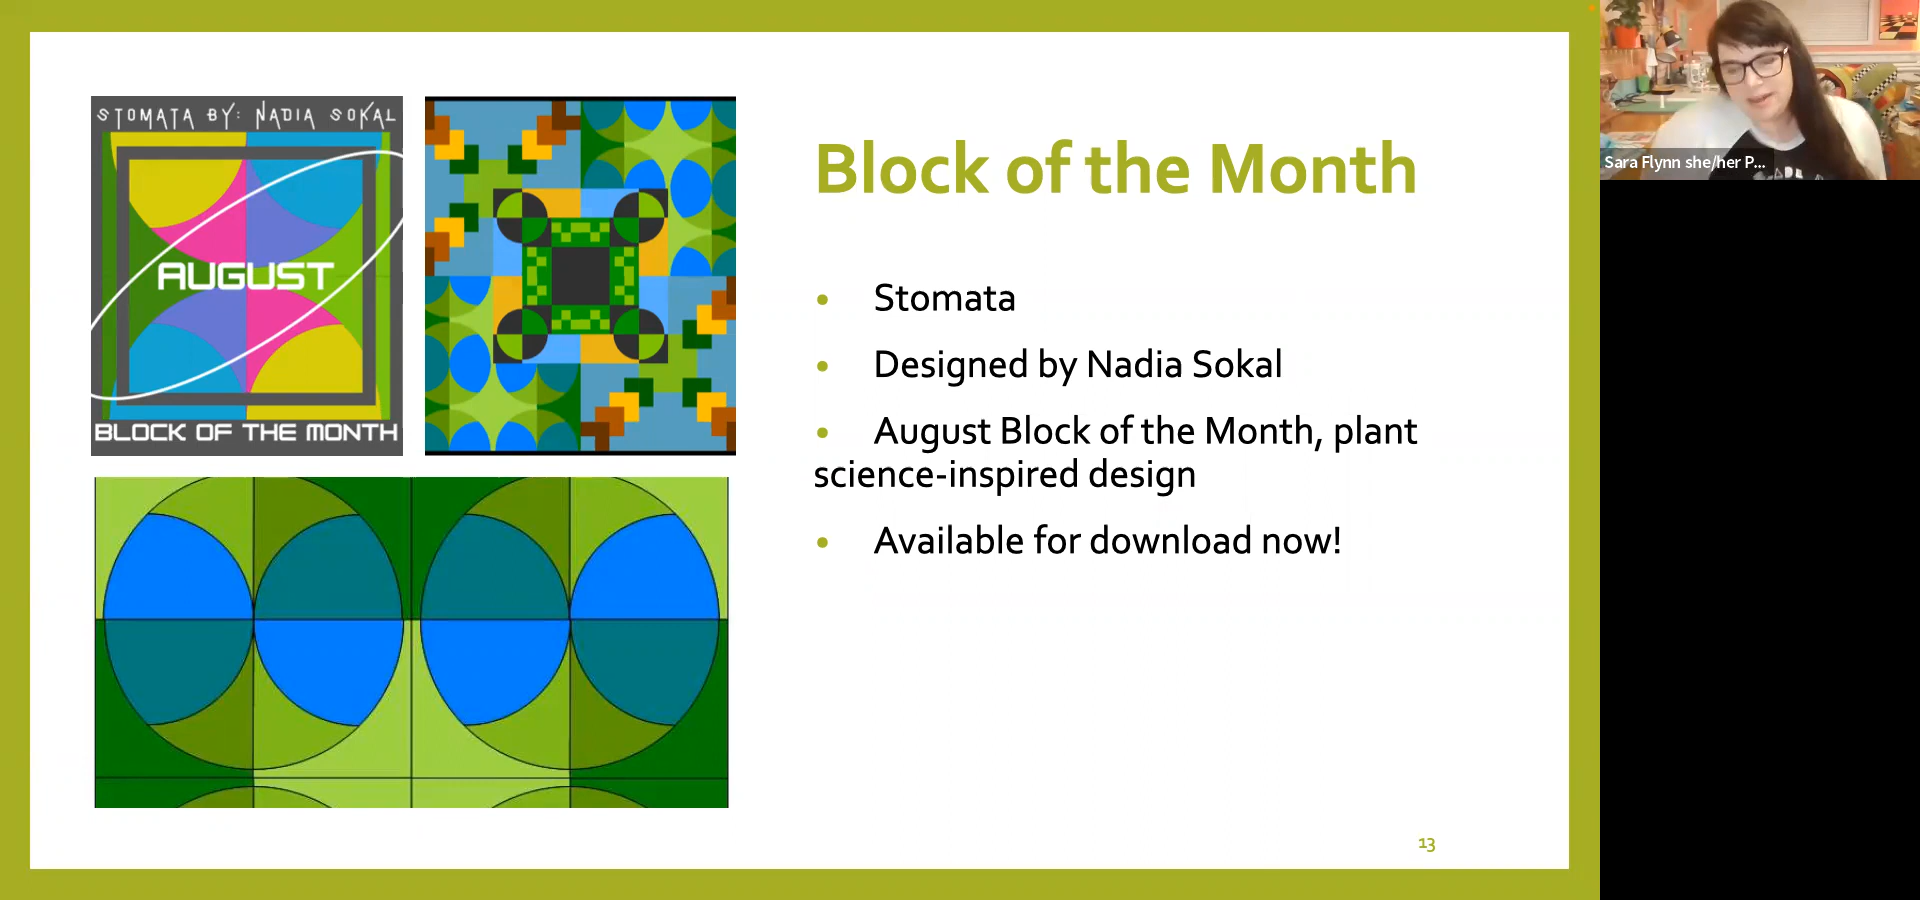 STOMATA BY: NADIA SOKAL
AUGUST
BLOCK OF THE MONTH
Block of the Month
• Stomata
• Designed by Nadia Sokal
• August Block of the Month, plant
science-inspired design
• Available for download now!
13
Sara Flynn she/her P...